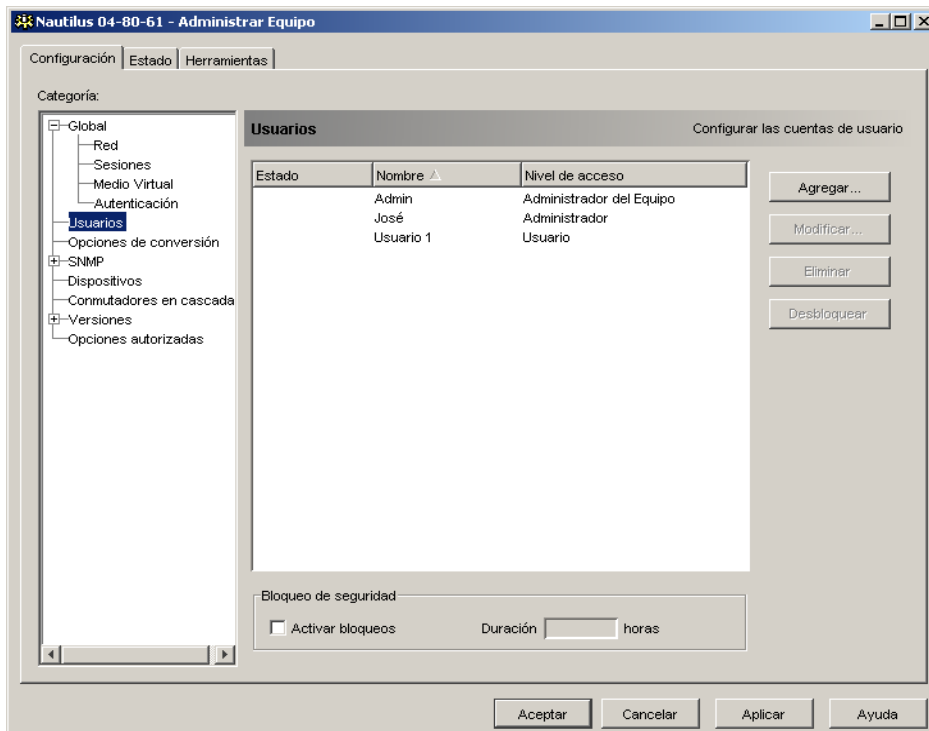 Nautilus 04-80-61 - Administrar Equipo
Configuración Estado Herramientas
Categoría:
Global
Red
Sesiones
Medio Virtual
Autenticación
Usuarios
Opciones de conversión
SNMP
Dispositivos
Conmutadores en cascada
Versiones
Opciones autorizadas
Usuarios Configurar las cuentas de usuario
Estado Nombre Nivel de acceso
Admin Administrador del Equipo
José Administrador
Usuario 1 Usuario
Agregar...
Modificar...
Eliminar
Desbloquear
Bloqueo de seguridad
Activar bloqueos Duración horas
Aceptar Cancelar Aplicar Ayuda